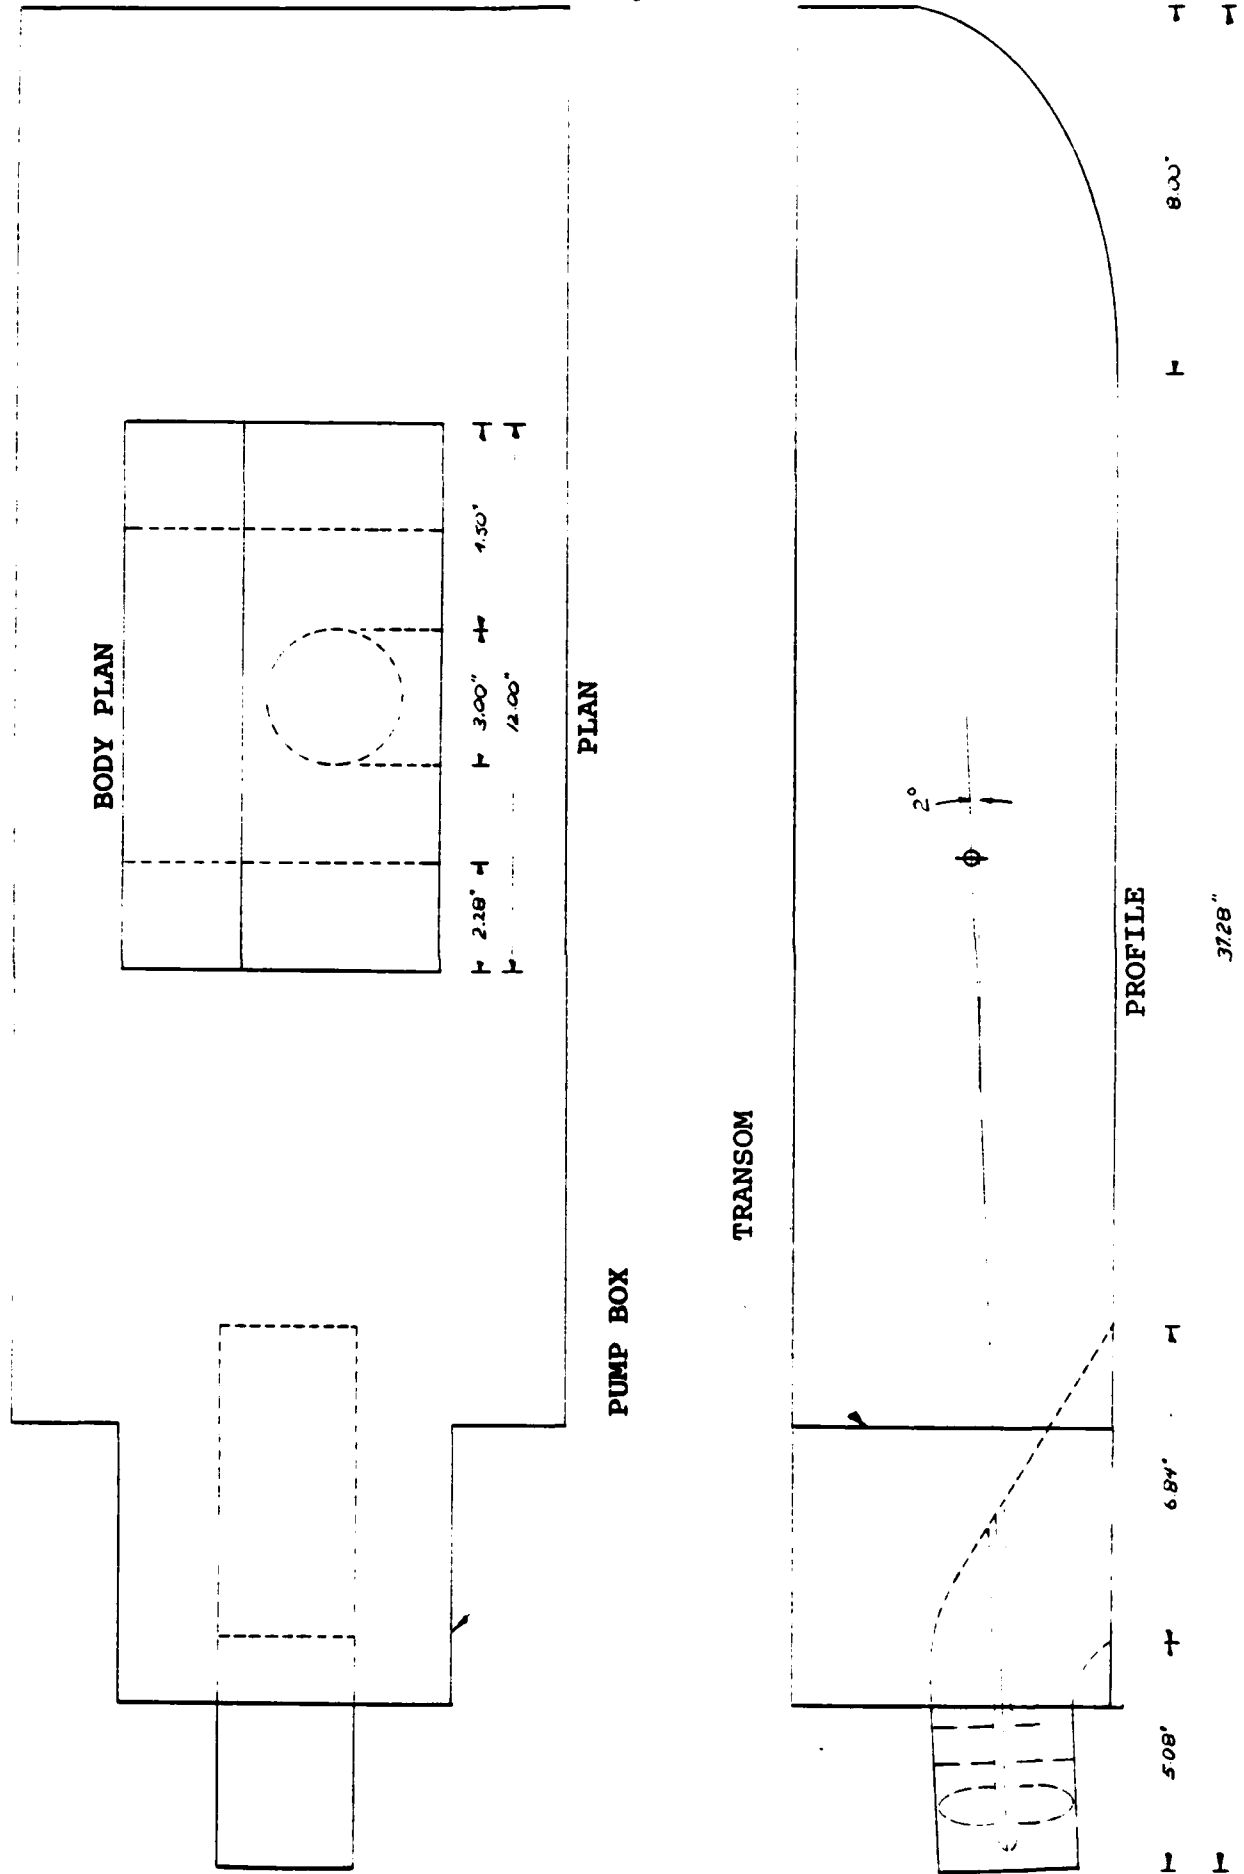 BODY PLAN
2.28"
3.00"
4.50"
12.00"
PLAN
PUMP BOX
TRANSOM
2°
PROFILE
5.08"
6.84"
8.00"
37.28"